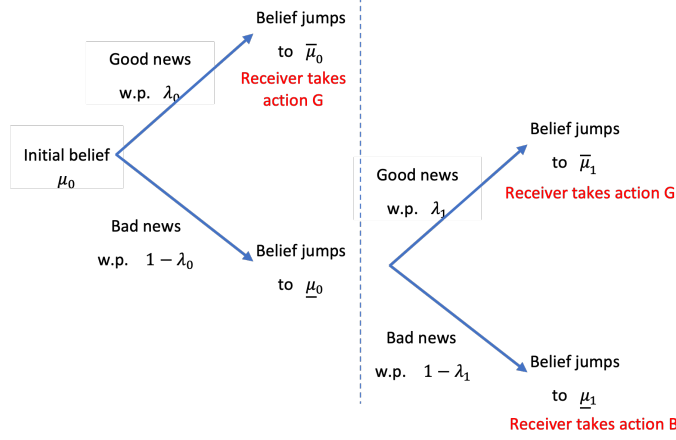 Belief jumps
to μ̅₀
Receiver takes
action G
Good news
w.p. λ₀
Initial belief
μ₀
Bad news
w.p. 1 − λ₀
Belief jumps
to μ̲₀
Good news
w.p. λ₁
Belief jumps
to μ̅₁
Receiver takes action G
Bad news
w.p. 1 − λ₁
Belief jumps
to μ̲₁
Receiver takes action B